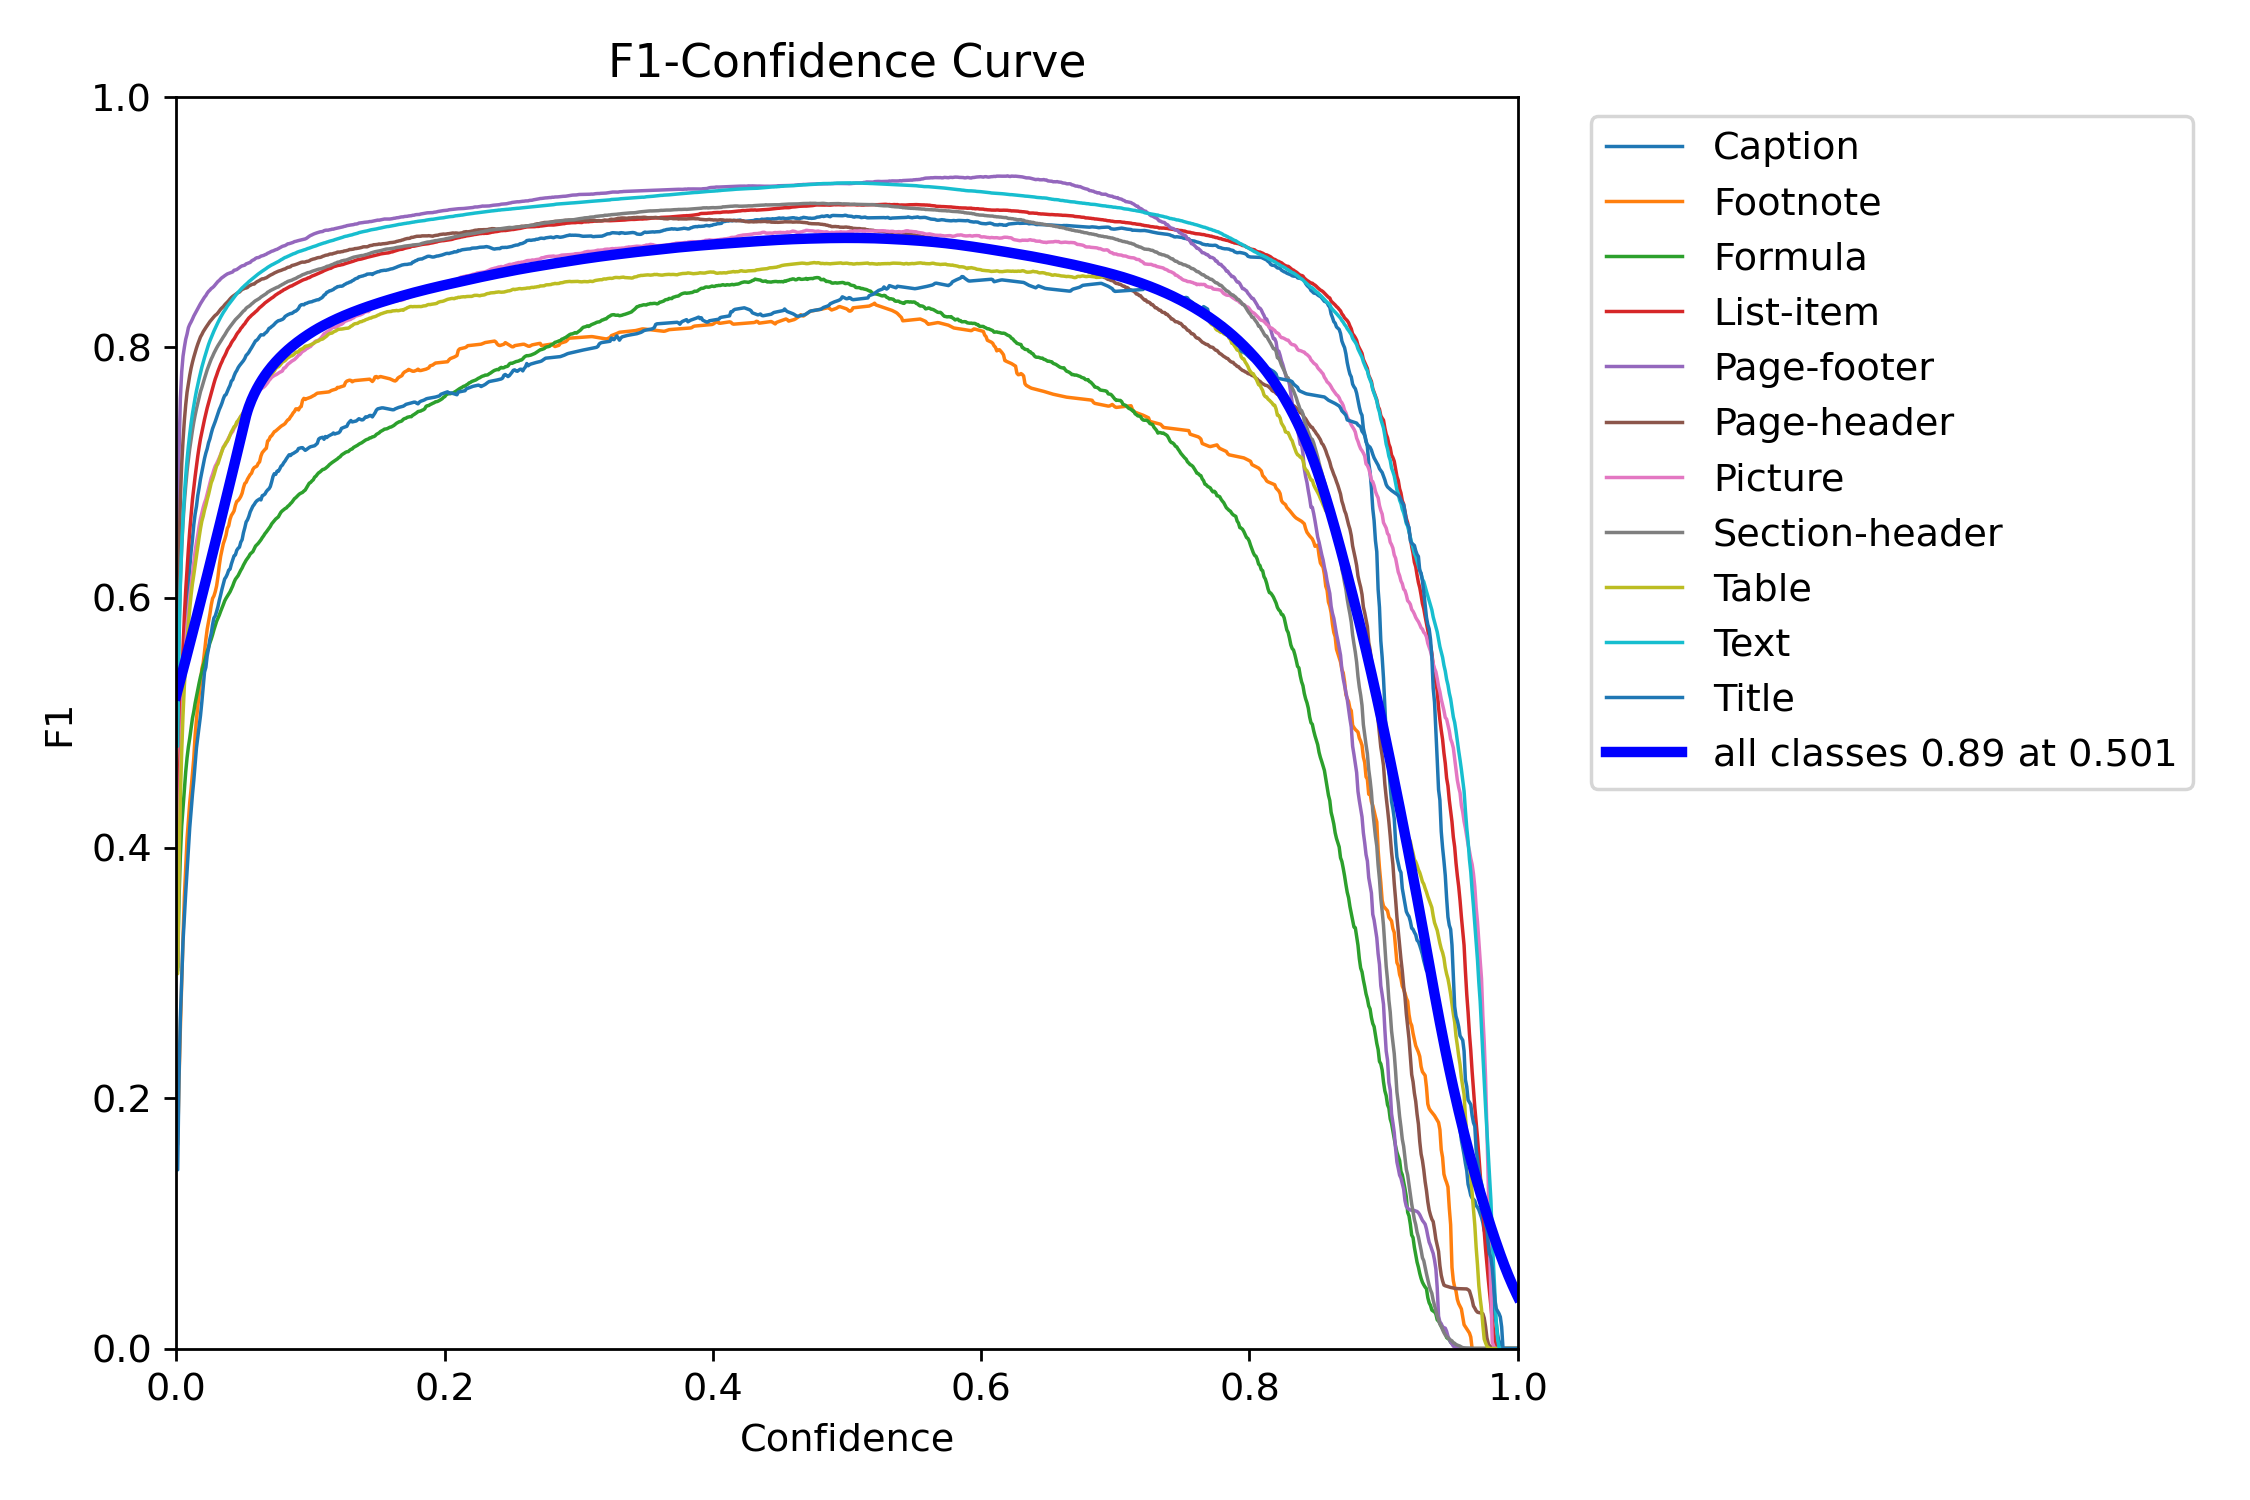 F1-Confidence Curve
1.0
0.8
0.6
0.4
0.2
0.0
F1
0.0 0.2 0.4 0.6 0.8 1.0
Confidence
Caption
Footnote
Formula
List-item
Page-footer
Page-header
Picture
Section-header
Table
Text
Title
all classes 0.89 at 0.501